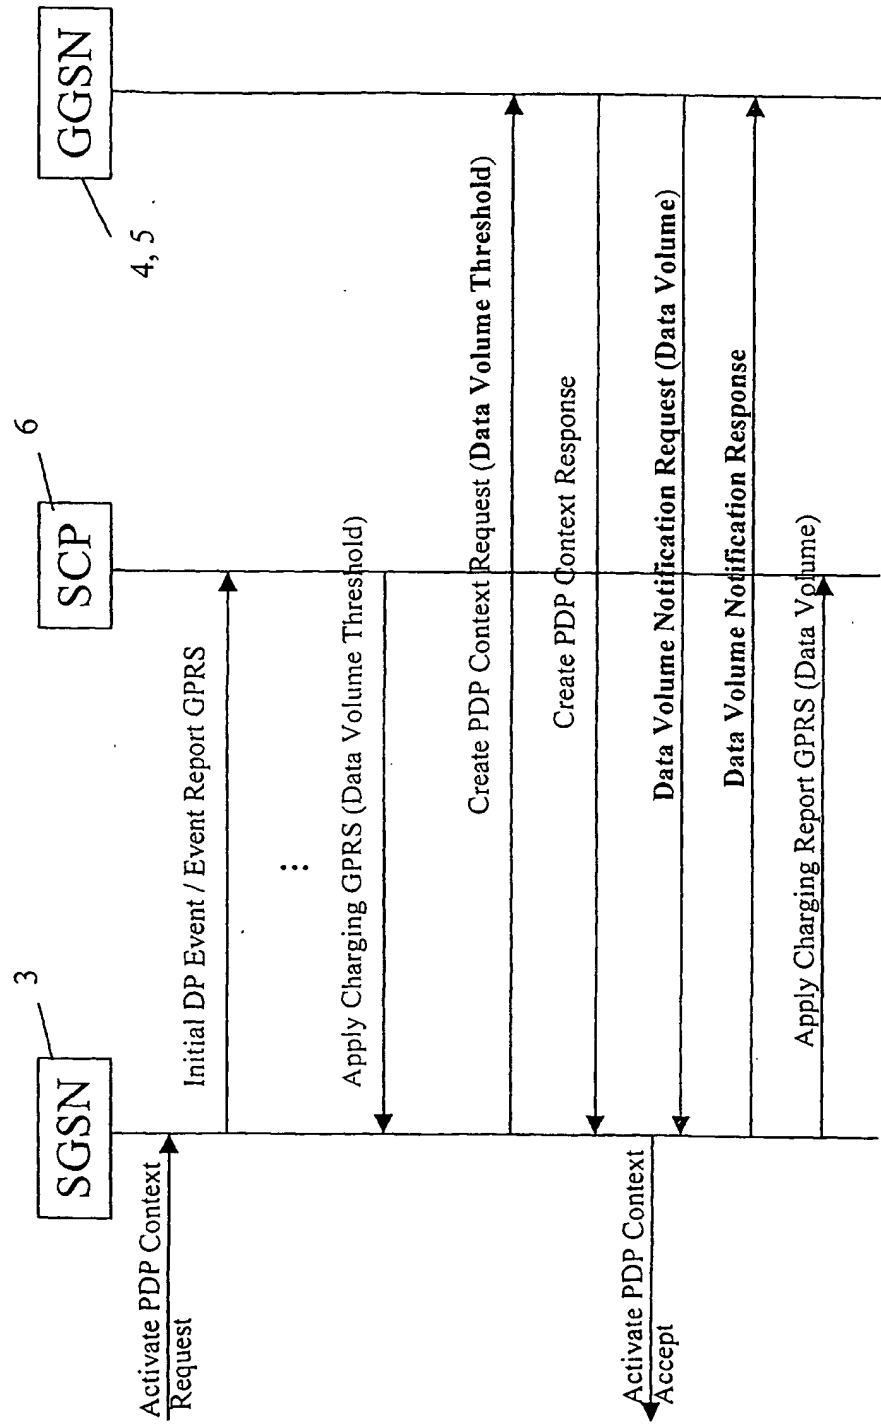 3
6
4, 5
SGSN
SCP
GGSN
Activate PDP Context
Request
Initial DP Event / Event Report GPRS
⋮
Apply Charging GPRS (Data Volume Threshold)
Create PDP Context Request (Data Volume Threshold)
Create PDP Context Response
Activate PDP Context
Accept
Data Volume Notification Request (Data Volume)
Data Volume Notification Response
Apply Charging Report GPRS (Data Volume)